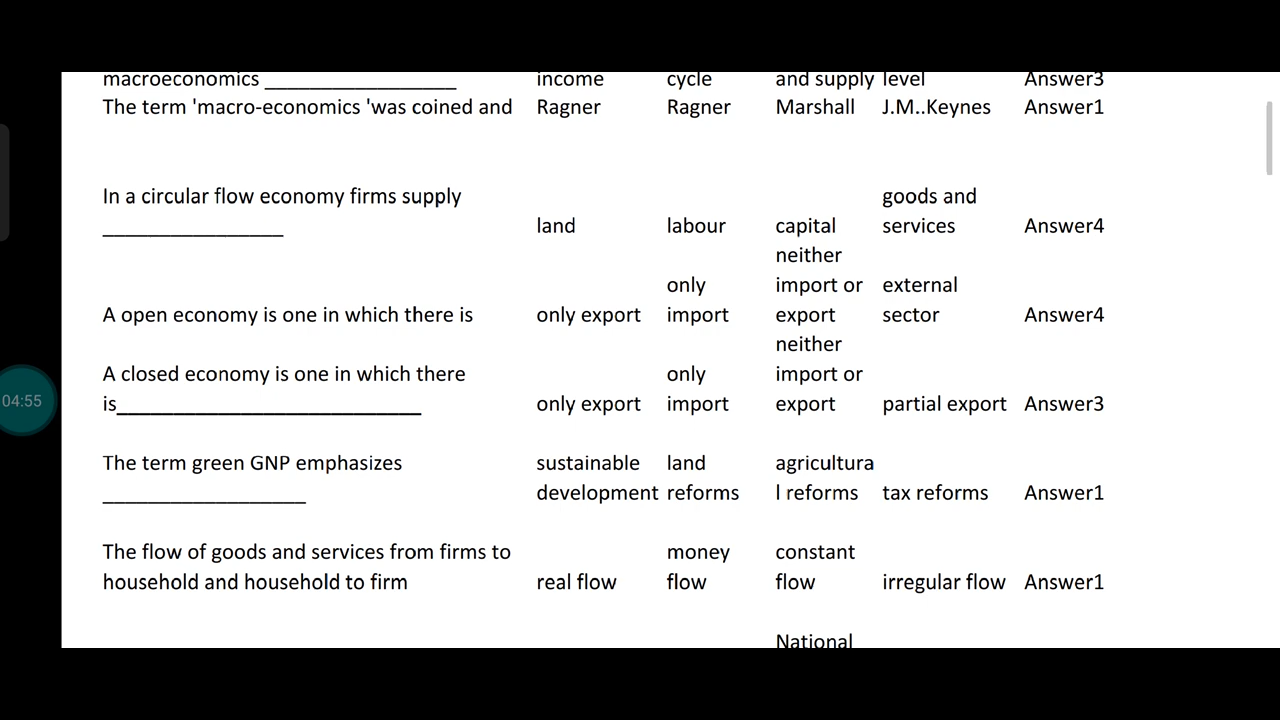 macroeconomics _________________ income cycle and supply level Answer3
The term 'macro-economics 'was coined and Ragner Ragner Marshall J.M..Keynes Answer1
In a circular flow economy firms supply goods and
________________ land labour capital services Answer4
neither
only import or external
A open economy is one in which there is only export import export sector Answer4
neither
A closed economy is one in which there only import or
is___________________________ only export import export partial export Answer3
The term green GNP emphasizes sustainable land agricultura
__________________ development reforms l reforms tax reforms Answer1
The flow of goods and services from firms to money constant
household and household to firm real flow flow flow irregular flow Answer1
National
04:55